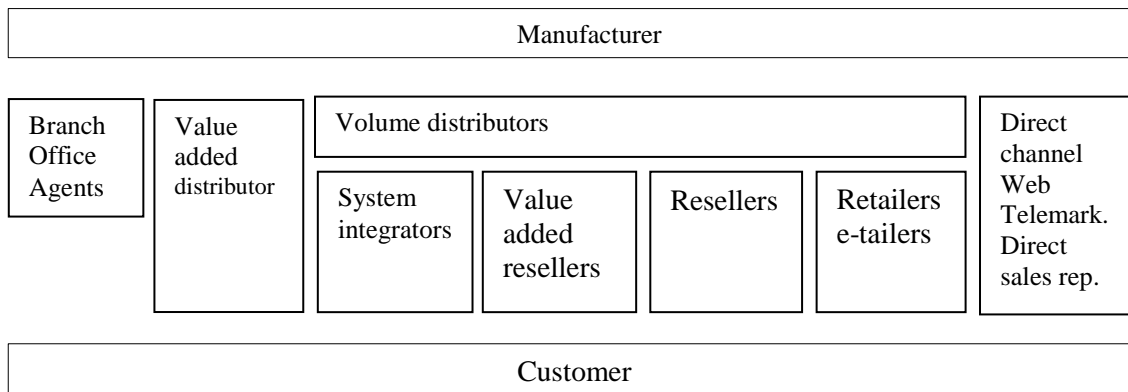 Manufacturer
Branch
Office
Agents
Value
added
distributor
Volume distributors
System
integrators
Value
added
resellers
Resellers
Retailers
e-tailers
Direct
channel
Web
Telemark.
Direct
sales rep.
Customer